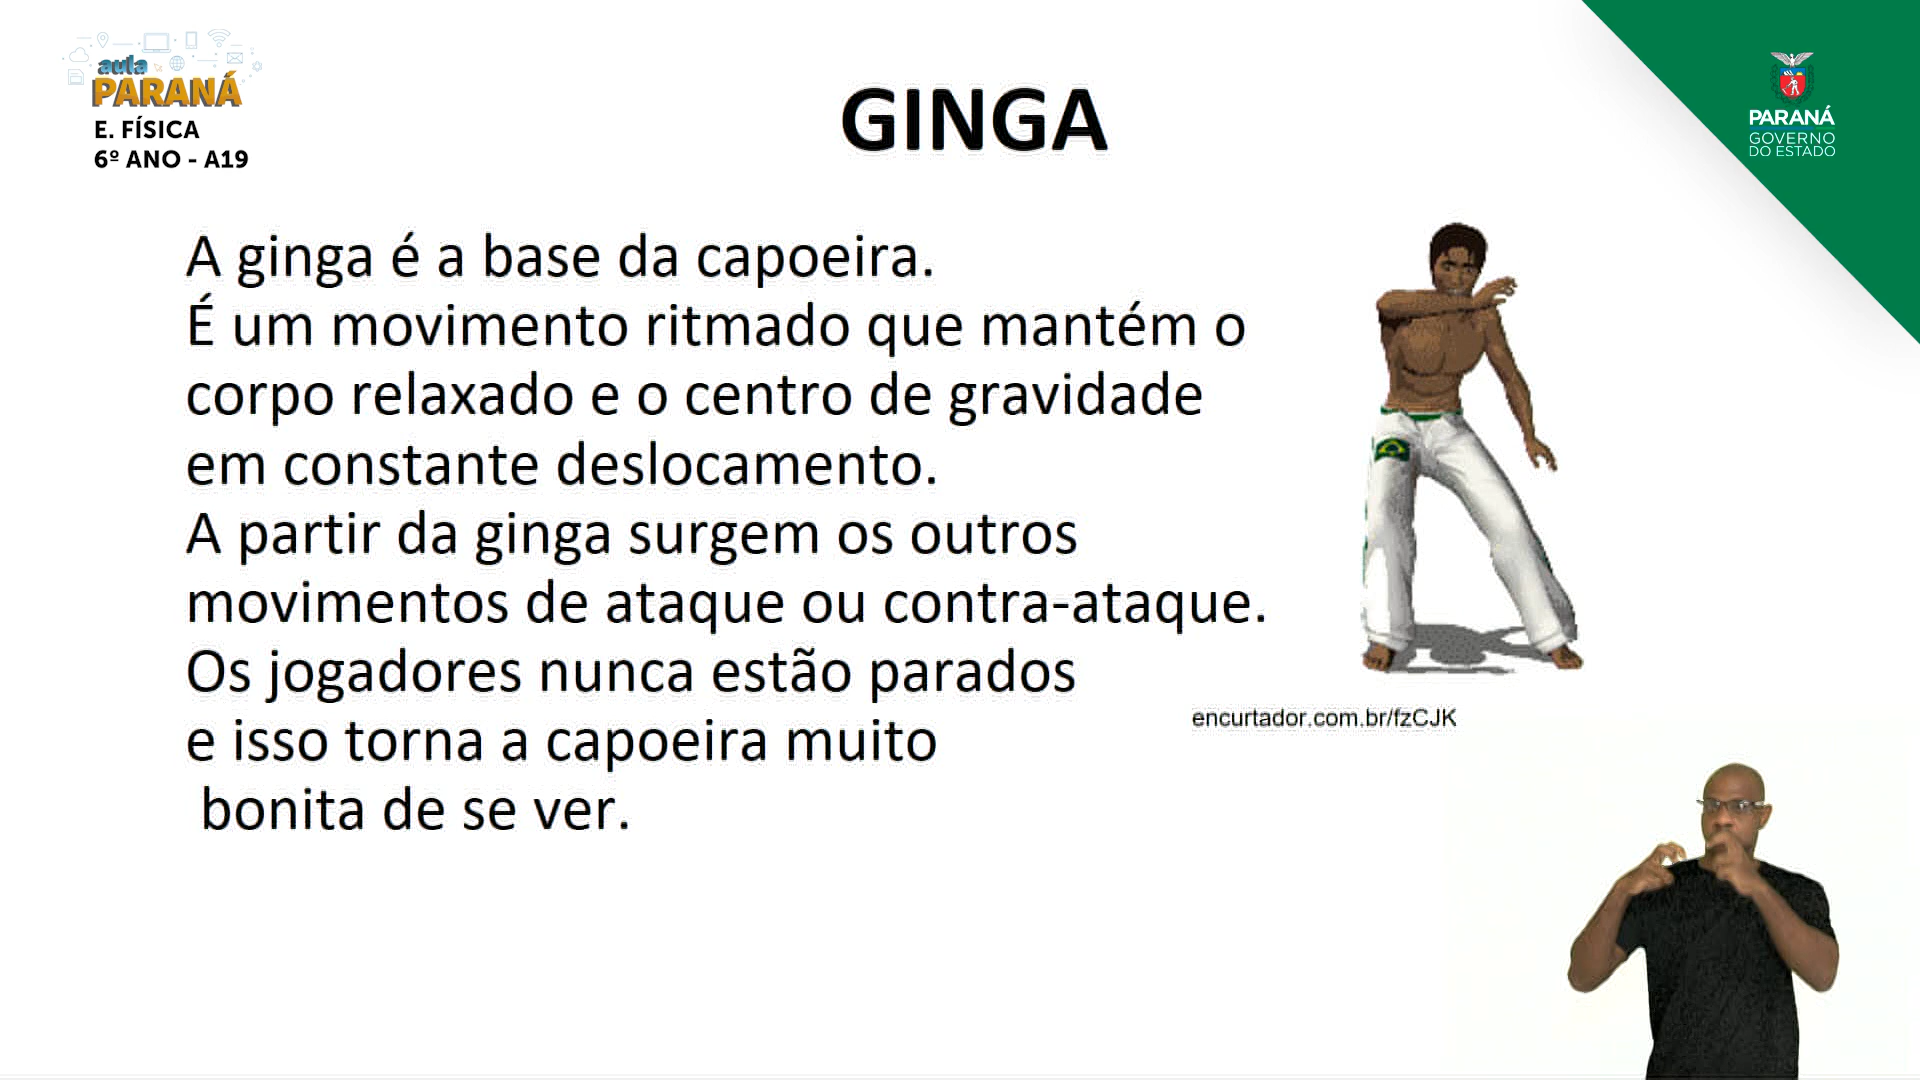 aula
PARANÁ
E. FÍSICA
6º ANO - A19
GINGA
PARANÁ
GOVERNO
DO ESTADO
A ginga é a base da capoeira.
É um movimento ritmado que mantém o
corpo relaxado e o centro de gravidade
em constante deslocamento.
A partir da ginga surgem os outros
movimentos de ataque ou contra-ataque.
Os jogadores nunca estão parados
e isso torna a capoeira muito
bonita de se ver.
encurtador.com.br/fzCJK